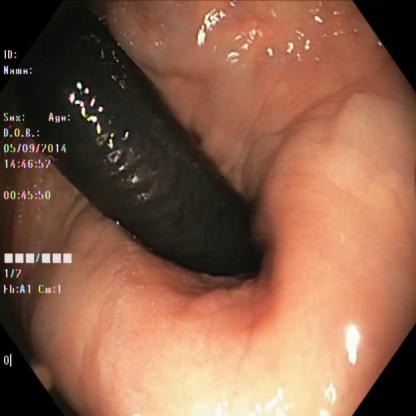 ID:
Name:
Sex: Age:
D.O.B.:
05/09/2014
14:46:52
00:45:50
■■■/■■■
1/2
Eh:A1 Cm:1
0